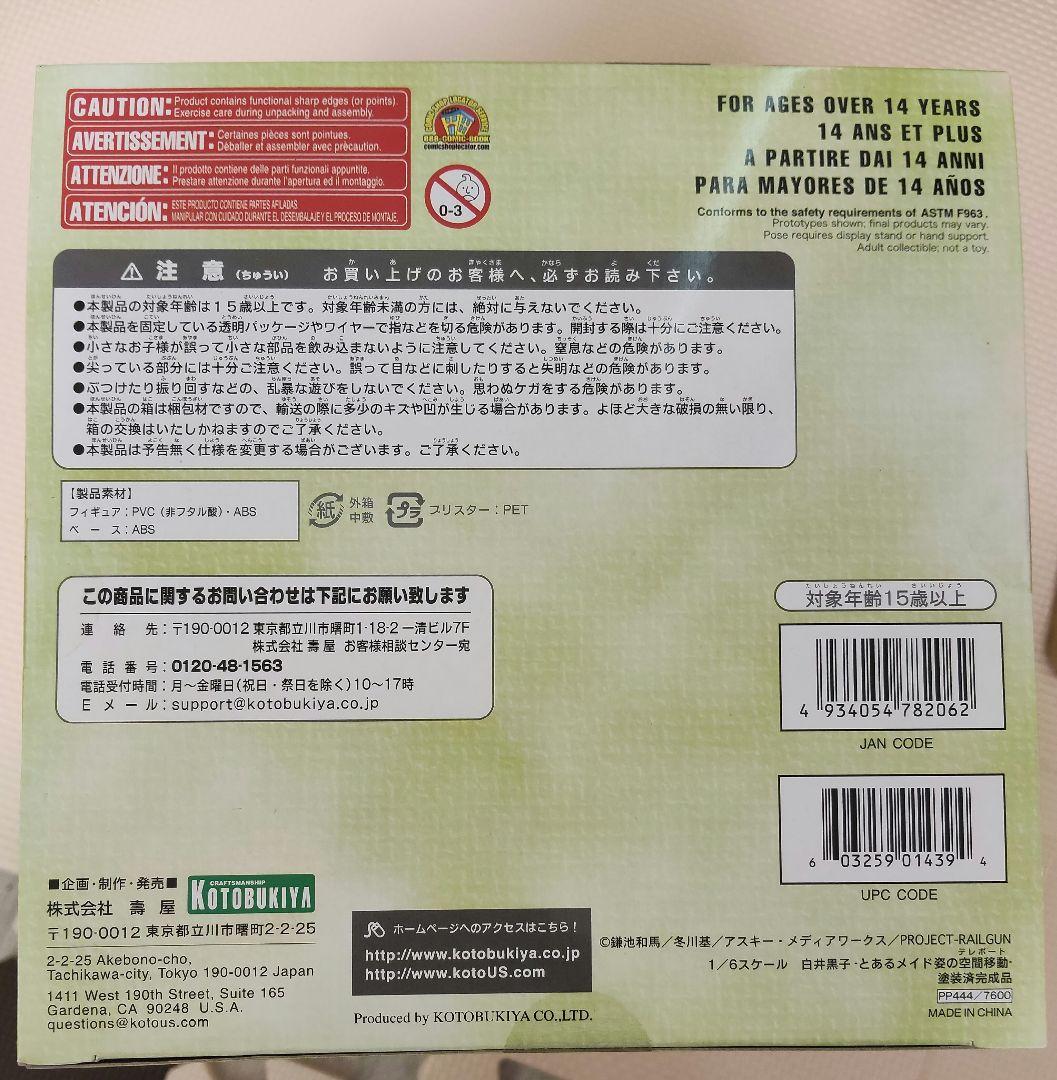 CAUTION: Product contains functional sharp edges (or points).
Exercise care during unpacking and assembly.
AVERTISSEMENT: Certaines pièces sont pointues.
Déballer et assembler avec précaution.
ATTENZIONE: Il prodotto contiene delle parti funzionali appuntite.
Prestare attenzione durante l'apertura ed il montaggio.
ATENCIÓN: ESTE PRODUCTO CONTIENE PARTES AFILADAS
MANIPULAR CON CUIDADO DURANTE EL DESEMBALAJE Y EL PROCESO DE MONTAJE.
COMIC SHOP LOCATOR SERVICE
888-COMIC-BOOK
comicshoplocator.com
0-3
FOR AGES OVER 14 YEARS
14 ANS ET PLUS
A PARTIRE DAI 14 ANNI
PARA MAYORES DE 14 AÑOS
Conforms to the safety requirements of ASTM F963.
Prototypes shown; final products may vary.
Pose requires display stand or hand support.
Adult collectible; not a toy.
⚠ 注 意 (ちゅうい) お買い上げのお客様へ、必ずお読み下さい。
●本製品の対象年齢は15歳以上です。対象年齢未満の方には、絶対に与えないでください。
●本製品を固定している透明パッケージやワイヤーで指などを切る危険があります。開封する際は十分にご注意ください。
●小さなお子様が誤って小さな部品を飲み込まないように注意してください。窒息などの危険があります。
●尖っている部分には十分ご注意ください。誤って目などに刺したりすると失明などの危険があります。
●ぶつけたり振り回すなどの、乱暴な遊びをしないでください。思わぬケガをする危険があります。
●本製品の箱は梱包材ですので、輸送の際に多少のキズや凹が生じる場合があります。よほど大きな破損の無い限り、
箱の交換はいたしかねますのでご了承ください。
●本製品は予告無く仕様を変更する場合がございます。ご了承ください。
【製品素材】
フィギュア:PVC (非フタル酸)・ABS
ベ ー ス:ABS
紙 外箱
中敷
プラ ブリスター:PET
この商品に関するお問い合わせは下記にお願い致します
連 絡 先:〒190-0012 東京都立川市曙町1-18-2 一清ビル7F
株式会社 壽屋 お客様相談センター宛
電 話 番 号:0120-48-1563
電話受付時間:月~金曜日(祝日・祭日を除く)10~17時
E メ ー ル:support@kotobukiya.co.jp
たいしょうねんれい さいいじょう
対象年齢15歳以上
4 934054 782062
JAN CODE
6 03259 01439 4
UPC CODE
■企画・制作・発売■
株式会社 壽 屋
CRAFTSMANSHIP
KOTOBUKIYA
〒190-0012 東京都立川市曙町2-2-25
2-2-25 Akebono-cho,
Tachikawa-city, Tokyo 190-0012 Japan
1411 West 190th Street, Suite 165
Gardena, CA 90248 U.S.A.
questions@kotous.com
ホームページへのアクセスはこちら!
http://www.kotobukiya.co.jp
http://www.kotoUS.com
Produced by KOTOBUKIYA CO.,LTD.
©鎌池和馬/冬川基/アスキー・メディアワークス/PROJECT-RAILGUN
テレポート
1/6スケール 白井黒子 -とあるメイド姿の空間移動-
塗装済完成品
PP444/7600
MADE IN CHINA